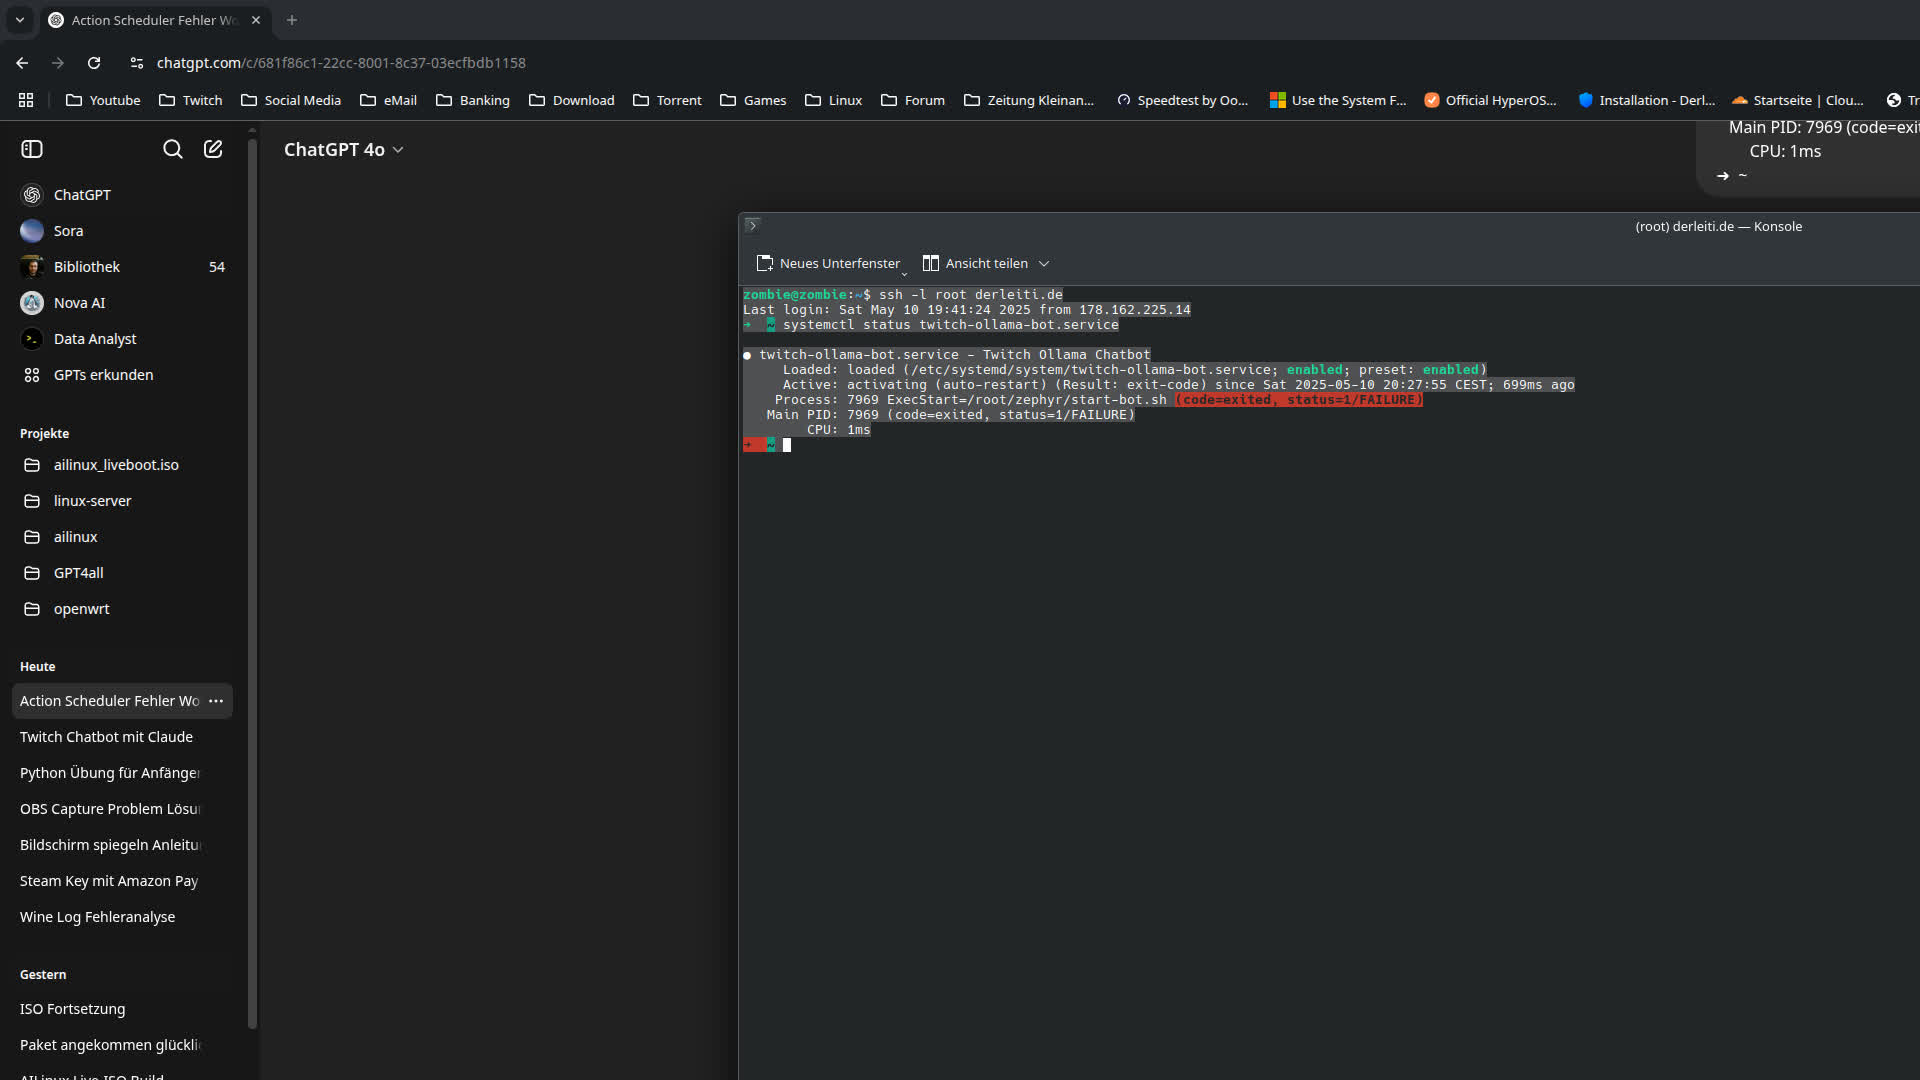 Action Scheduler Fehler Wo
chatgpt.com/c/681f86c1-22cc-8001-8c37-03ecfbdb1158
Youtube Twitch Social Media eMail Banking Download Torrent Games Linux Forum Zeitung Kleinan... Speedtest by Oo... Use the System F... Official HyperOS... Installation - Derl... Startseite | Clou... Tr
ChatGPT 4o
Main PID: 7969 (code=exit
CPU: 1ms
➜ ~
ChatGPT
Sora
Bibliothek 54
Nova AI
Data Analyst
GPTs erkunden
Projekte
ailinux_liveboot.iso
linux-server
ailinux
GPT4all
openwrt
Heute
Action Scheduler Fehler Wo
Twitch Chatbot mit Claude
Python Übung für Anfänger
OBS Capture Problem Lösu
Bildschirm spiegeln Anleitu
Steam Key mit Amazon Pay
Wine Log Fehleranalyse
Gestern
ISO Fortsetzung
Paket angekommen glückli
AILinux Live ISO Build
(root) derleiti.de — Konsole
Neues Unterfenster Ansicht teilen
zombie@zombie:~$ ssh -l root derleiti.de
Last login: Sat May 10 19:41:24 2025 from 178.162.225.14
➜ ~ systemctl status twitch-ollama-bot.service
● twitch-ollama-bot.service - Twitch Ollama Chatbot
Loaded: loaded (/etc/systemd/system/twitch-ollama-bot.service; enabled; preset: enabled)
Active: activating (auto-restart) (Result: exit-code) since Sat 2025-05-10 20:27:55 CEST; 699ms ago
Process: 7969 ExecStart=/root/zephyr/start-bot.sh (code=exited, status=1/FAILURE)
Main PID: 7969 (code=exited, status=1/FAILURE)
CPU: 1ms
➜ ~